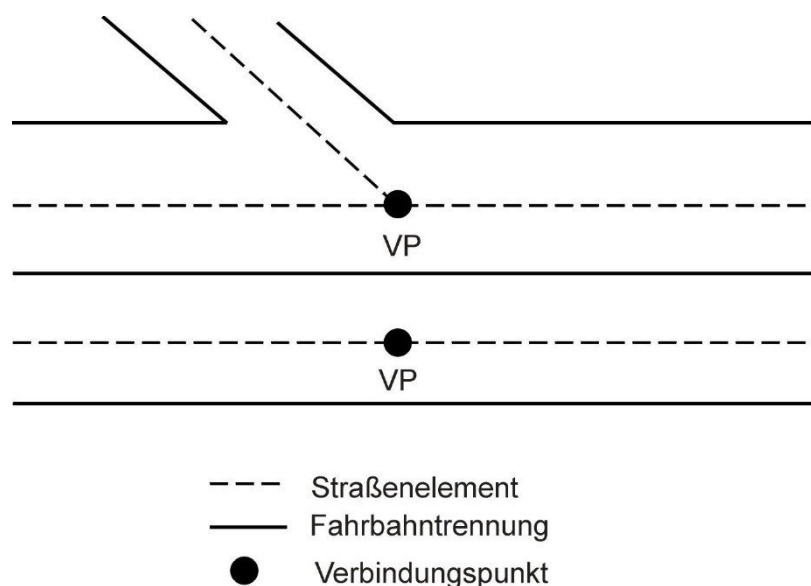 VP
VP
Straßenelement
Fahrbahntrennung
Verbindungspunkt